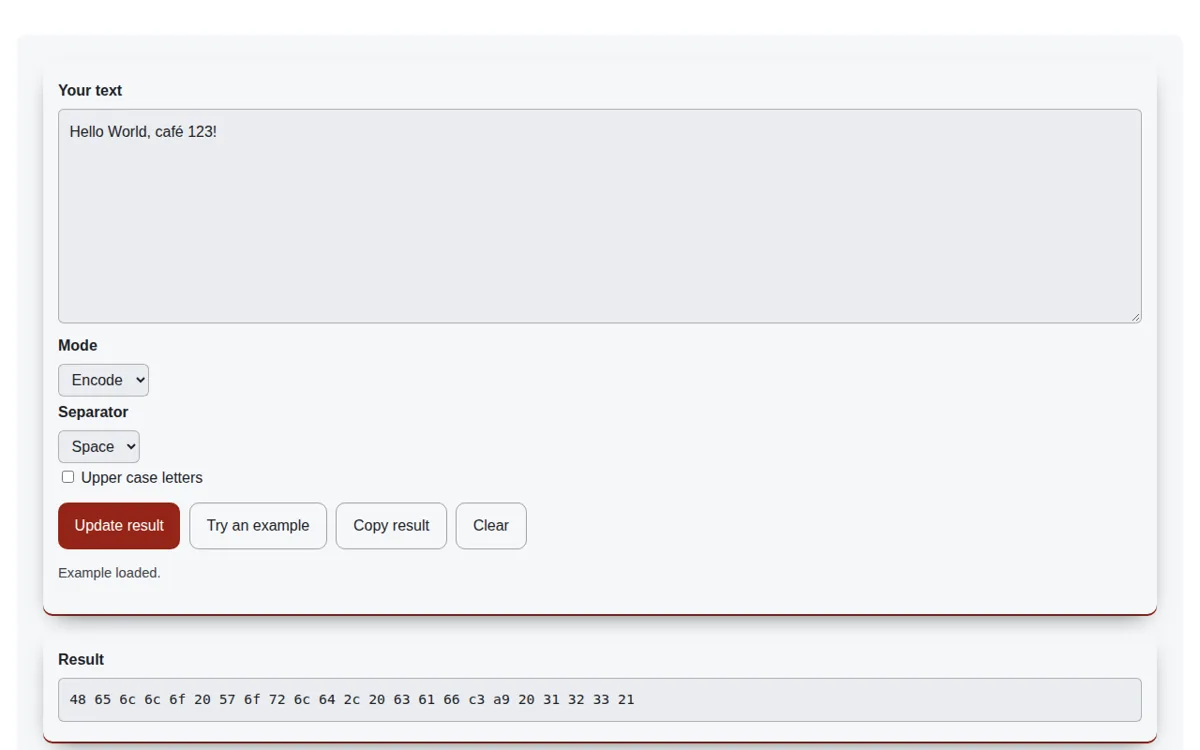 Your text
Hello World, café 123!
Mode
Encode
Separator
Space
Upper case letters
Update result Try an example Copy result Clear
Example loaded.
Result
48 65 6c 6c 6f 20 57 6f 72 6c 64 2c 20 63 61 66 c3 a9 20 31 32 33 21